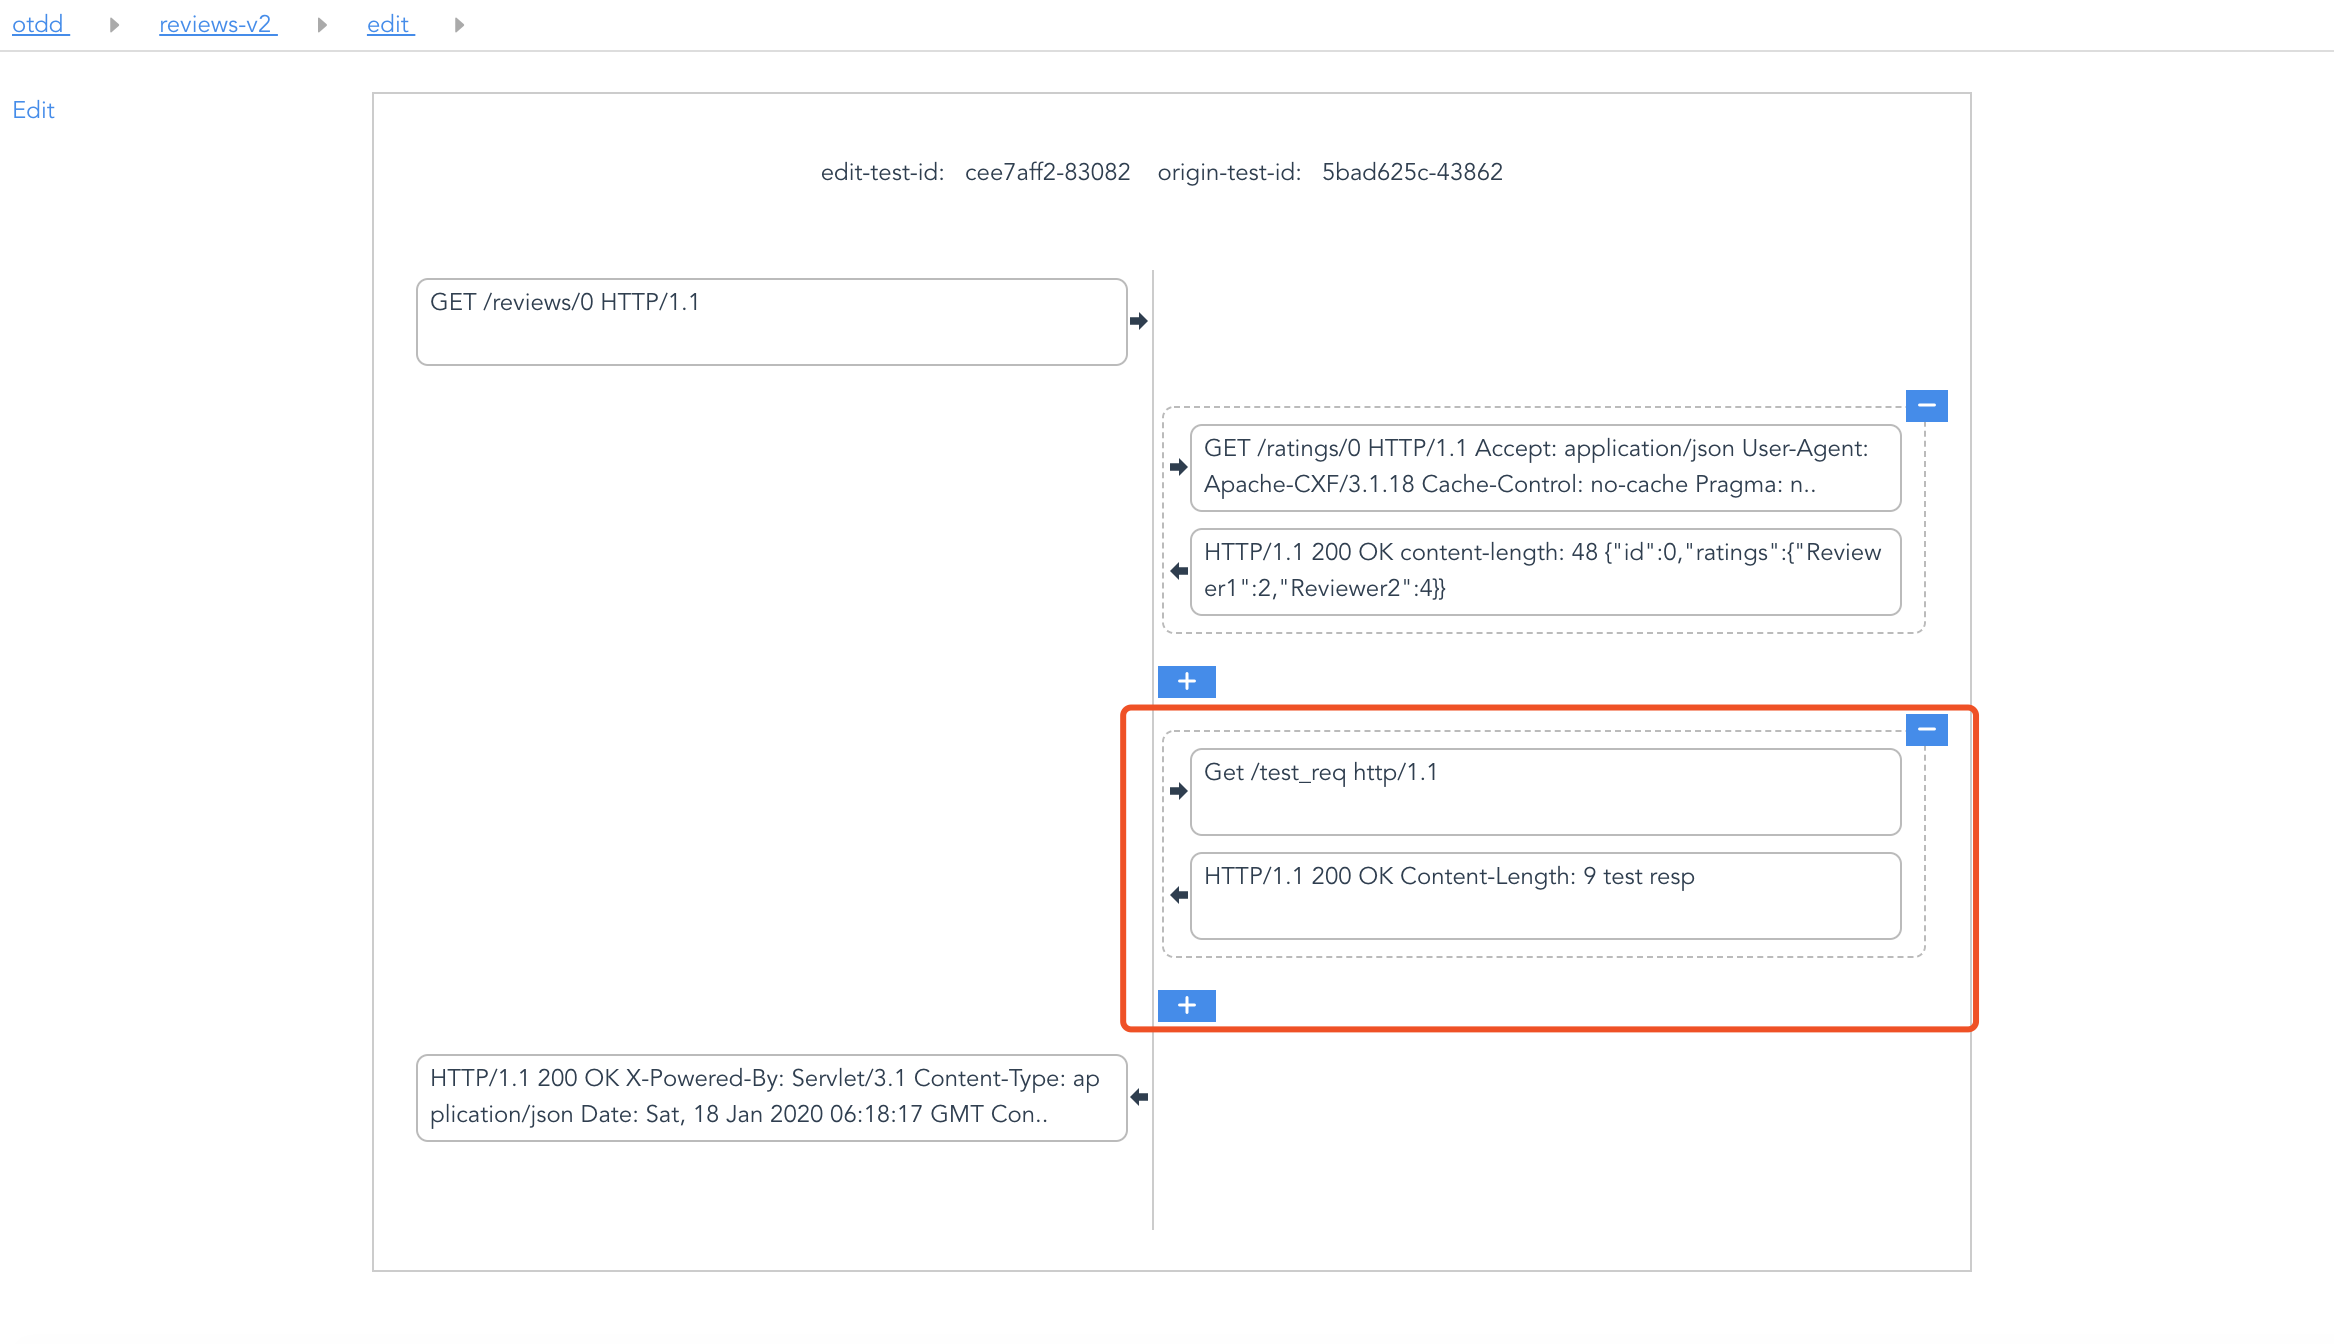 otdd reviews-v2 edit
Edit
edit-test-id: cee7aff2-83082 origin-test-id: 5bad625c-43862
GET /reviews/0 HTTP/1.1
GET /ratings/0 HTTP/1.1 Accept: application/json User-Agent:
Apache-CXF/3.1.18 Cache-Control: no-cache Pragma: n..
HTTP/1.1 200 OK content-length: 48 {"id":0,"ratings":{"Review
er1":2,"Reviewer2":4}}
Get /test_req http/1.1
HTTP/1.1 200 OK Content-Length: 9 test resp
HTTP/1.1 200 OK X-Powered-By: Servlet/3.1 Content-Type: ap
plication/json Date: Sat, 18 Jan 2020 06:18:17 GMT Con..